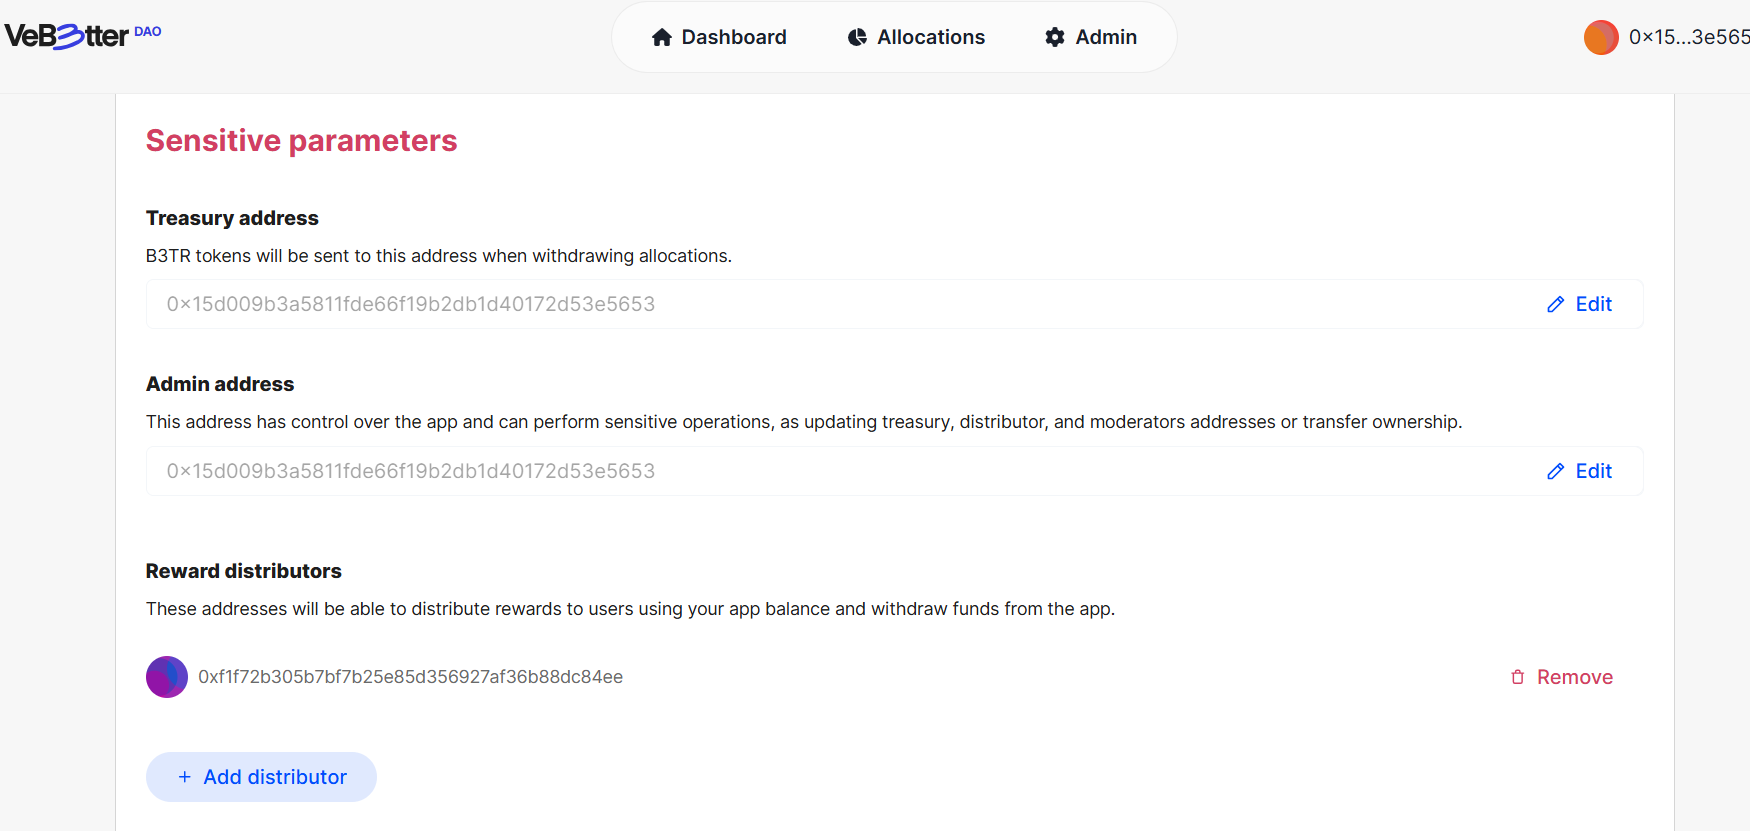 VeB3tter DAO
Dashboard
Allocations
Admin
0×15...3e565
Sensitive parameters
Treasury address
B3TR tokens will be sent to this address when withdrawing allocations.
0×15d009b3a5811fde66f19b2db1d40172d53e5653
Edit
Admin address
This address has control over the app and can perform sensitive operations, as updating treasury, distributor, and moderators addresses or transfer ownership.
0×15d009b3a5811fde66f19b2db1d40172d53e5653
Edit
Reward distributors
These addresses will be able to distribute rewards to users using your app balance and withdraw funds from the app.
0xf1f72b305b7bf7b25e85d356927af36b88dc84ee
Remove
+ Add distributor